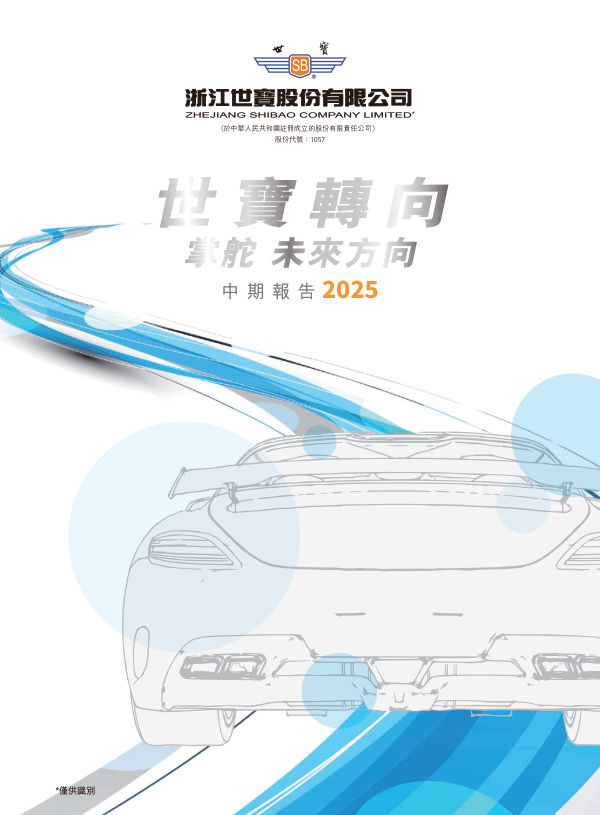 世 寶
SB
®
浙江世寶股份有限公司
ZHEJIANG SHIBAO COMPANY LIMITED*
(於中華人民共和國註冊成立的股份有限責任公司)
股份代號：1057
世寶轉向
掌舵 未來方向
中期報告 2025
*僅供識別